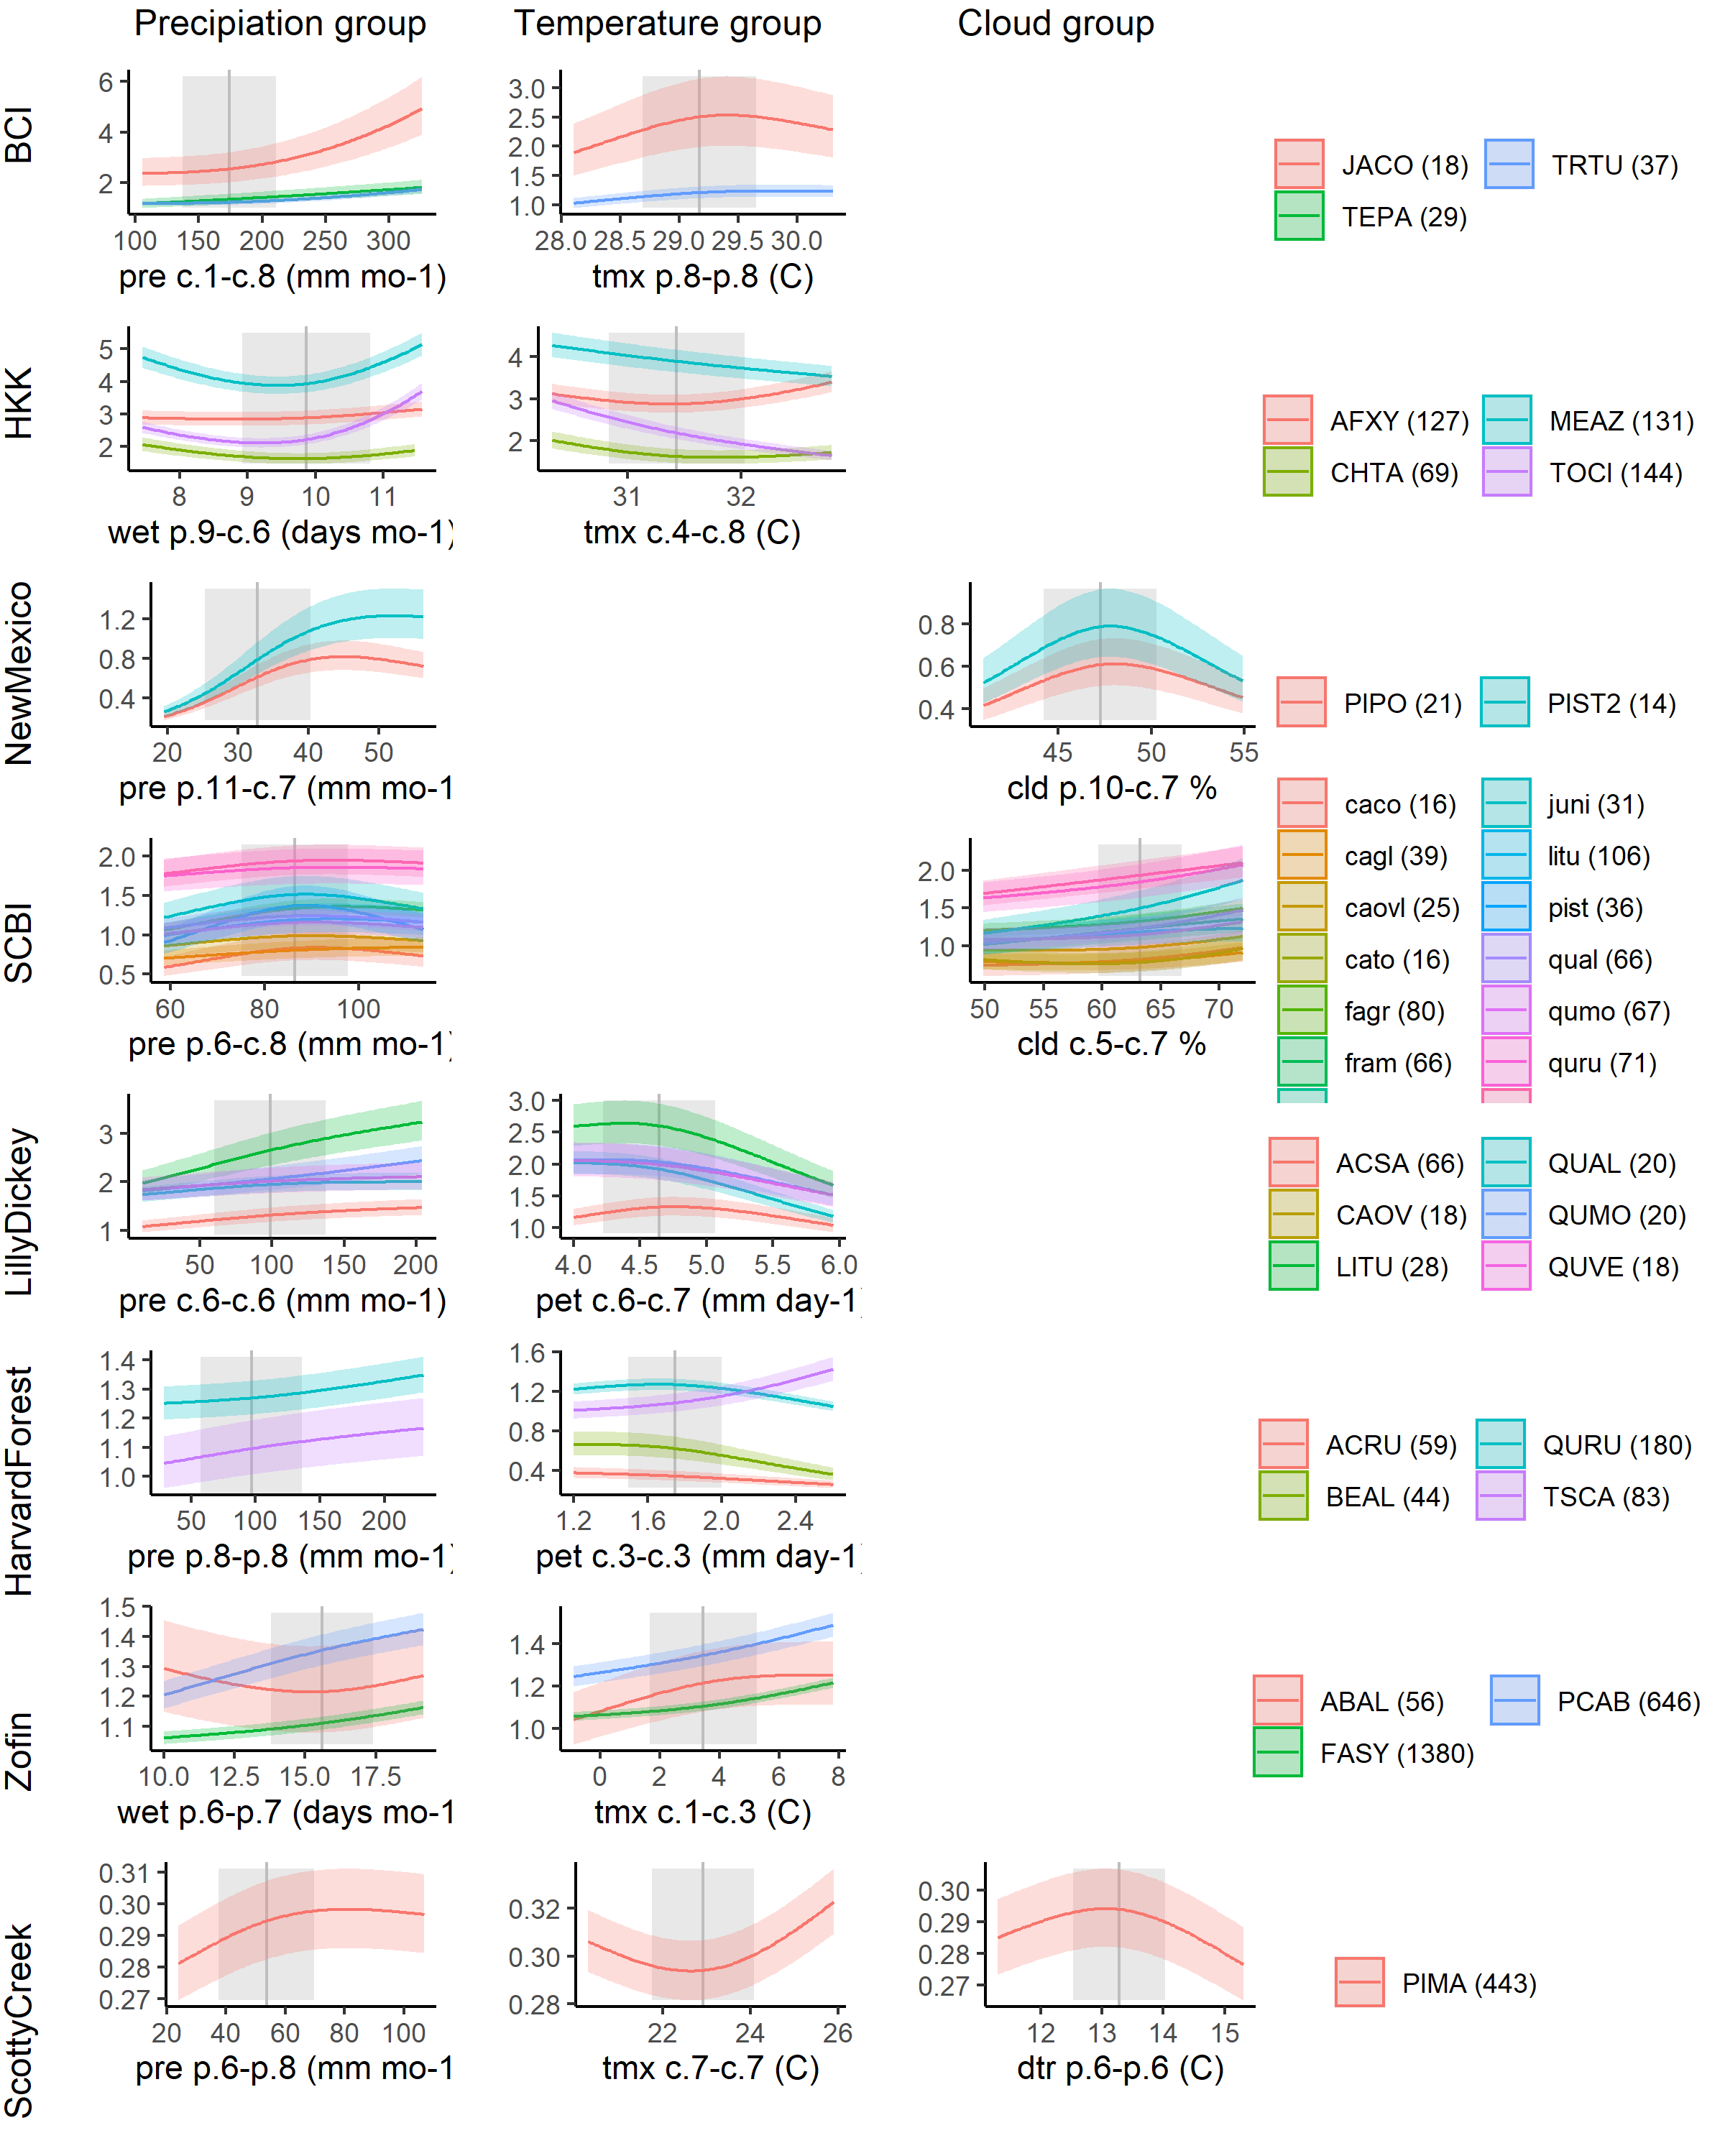 Precipiation group Temperature group Cloud group
BCI
6
4
2
100 150 200 250 300
pre c.1-c.8 (mm mo-1)
3.0
2.5
2.0
1.5
1.0
28.0 28.5 29.0 29.5 30.0
tmx p.8-p.8 (C)
JACO (18) TRTU (37)
TEPA (29)
HKK
5
4
3
2
8 9 10 11
wet p.9-c.6 (days mo-1)
4
3
2
31 32
tmx c.4-c.8 (C)
AFXY (127) MEAZ (131)
CHTA (69) TOCI (144)
NewMexico
1.2
0.8
0.4
20 30 40 50
pre p.11-c.7 (mm mo-1
0.8
0.6
0.4
45 50 55
cld p.10-c.7 %
PIPO (21) PIST2 (14)
SCBI
2.0
1.5
1.0
0.5
60 80 100
pre p.6-c.8 (mm mo-1)
2.0
1.5
1.0
50 55 60 65 70
cld c.5-c.7 %
caco (16) juni (31)
cagl (39) litu (106)
caovl (25) pist (36)
cato (16) qual (66)
fagr (80) qumo (67)
fram (66) quru (71)
LillyDickey
3
2
1
50 100 150 200
pre c.6-c.6 (mm mo-1)
3.0
2.5
2.0
1.5
1.0
4.0 4.5 5.0 5.5 6.0
pet c.6-c.7 (mm day-1)
ACSA (66) QUAL (20)
CAOV (18) QUMO (20)
LITU (28) QUVE (18)
HarvardForest
1.4
1.3
1.2
1.1
1.0
50 100 150 200
pre p.8-p.8 (mm mo-1)
1.6
1.2
0.8
0.4
1.2 1.6 2.0 2.4
pet c.3-c.3 (mm day-1)
ACRU (59) QURU (180)
BEAL (44) TSCA (83)
Zofin
1.5
1.4
1.3
1.2
1.1
10.0 12.5 15.0 17.5
wet p.6-p.7 (days mo-1
1.4
1.2
1.0
0 2 4 6 8
tmx c.1-c.3 (C)
ABAL (56) PCAB (646)
FASY (1380)
ScottyCreek
0.31
0.30
0.29
0.28
0.27
20 40 60 80 100
pre p.6-p.8 (mm mo-1
0.32
0.30
0.28
22 24 26
tmx c.7-c.7 (C)
0.30
0.29
0.28
0.27
12 13 14 15
dtr p.6-p.6 (C)
PIMA (443)